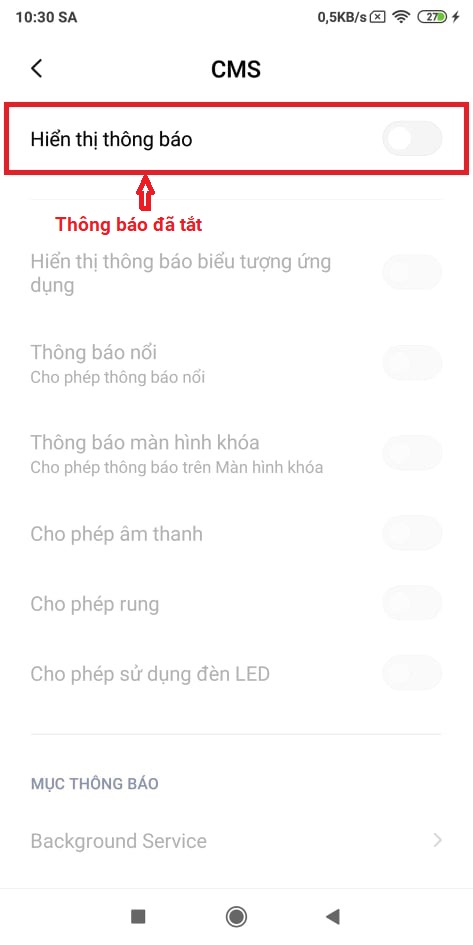 10:30 SA
0,5KB/s
27
CMS
Hiển thị thông báo
Thông báo đã tắt
Hiển thị thông báo biểu tượng ứng
dụng
Thông báo nổi
Cho phép thông báo nổi
Thông báo màn hình khóa
Cho phép thông báo trên Màn hình khóa
Cho phép âm thanh
Cho phép rung
Cho phép sử dụng đèn LED
MỤC THÔNG BÁO
Background Service